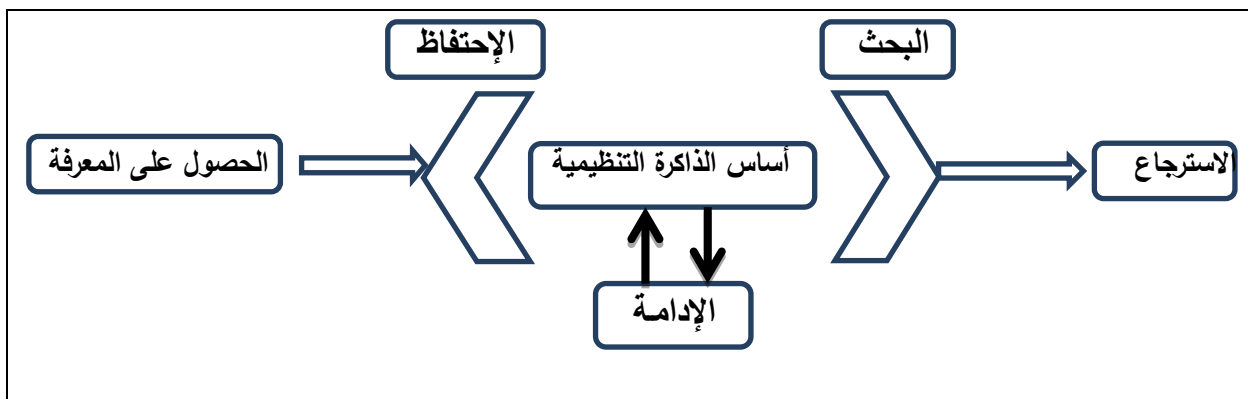 الإحتفاظ
البحث
الحصول على المعرفة
أساس الذاكرة التنظيمية
الاسترجاع
الإدامـة